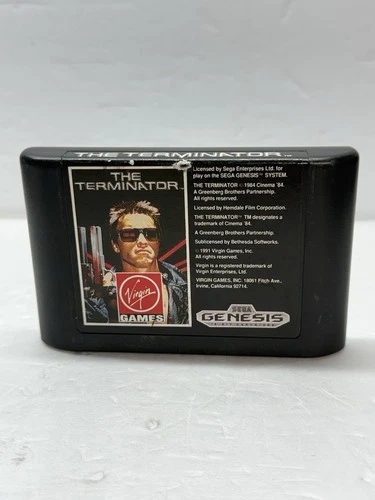 THE TERMINATOR™
THE
TERMINATOR™
Virgin
GAMES
Licensed by Sega Enterprises Ltd. for
play on the SEGA GENESIS™ SYSTEM.
THE TERMINATOR © 1984 Cinema '84.
A Greenberg Brothers Partnership.
All rights reserved.
Licensed by Hemdale Film Corporation.
THE TERMINATOR TM designates a
trademark of Cinema '84.
A Greenberg Brothers Partnership.
Sublicensed by Bethesda Softworks.
© 1991 Virgin Games, Inc.
All rights reserved.
Virgin is a registered trademark of
Virgin Enterprises, Ltd.
VIRGIN GAMES, INC. 18061 Fitch Ave.,
Irvine, California 92714.
SEGA
GENESIS